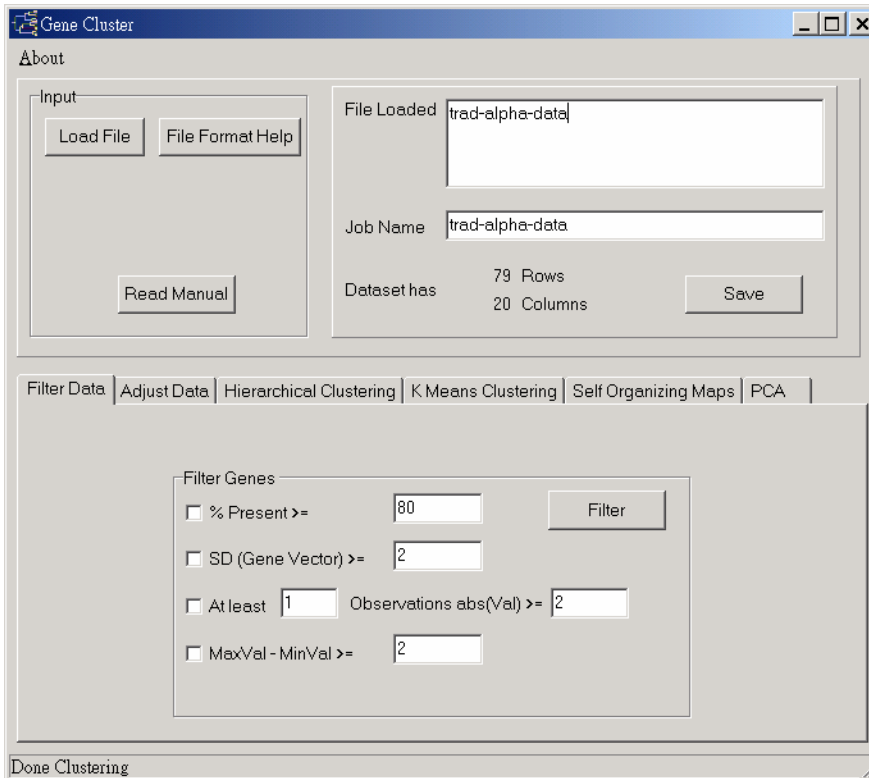 Gene Cluster
About
Input
Load File
File Format Help
Read Manual
File Loaded
trad-alpha-data
Job Name
trad-alpha-data
Dataset has
79 Rows
20 Columns
Save
Filter Data
Adjust Data
Hierarchical Clustering
K Means Clustering
Self Organizing Maps
PCA
Filter Genes
% Present >= 80
Filter
SD (Gene Vector) >= 2
At least 1 Observations abs(Val) >= 2
MaxVal - MinVal >= 2
Done Clustering